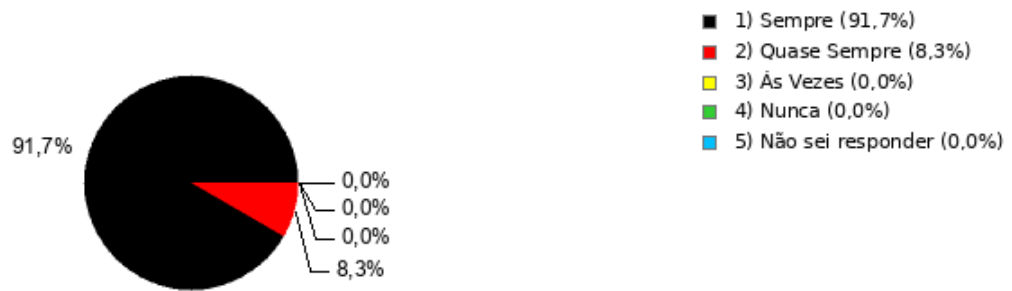 1) Sempre (91,7%)
2) Quase Sempre (8,3%)
3) Às Vezes (0,0%)
4) Nunca (0,0%)
5) Não sei responder (0,0%)
91,7%
0,0%
0,0%
0,0%
8,3%